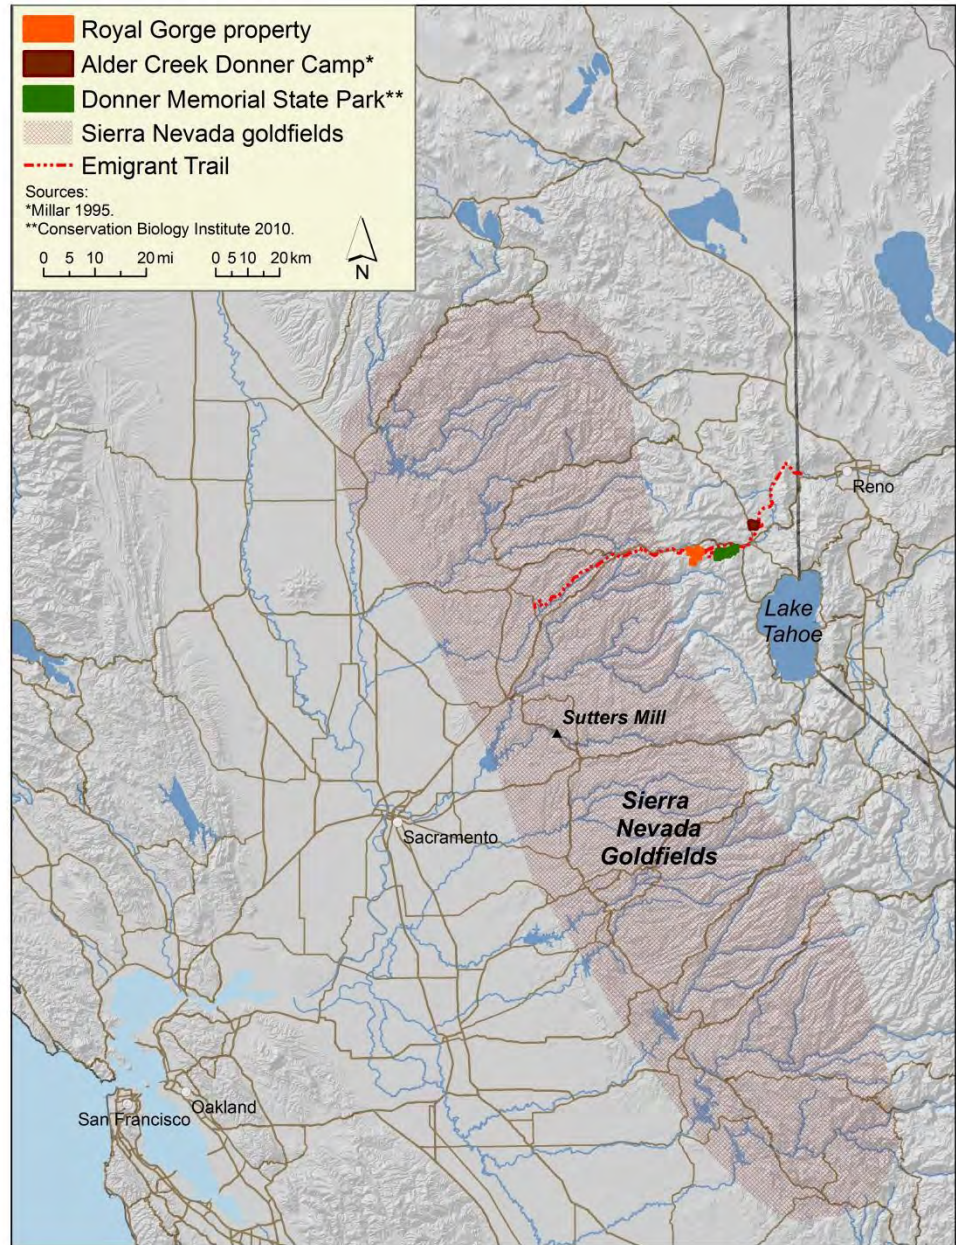 Royal Gorge property
Alder Creek Donner Camp*
Donner Memorial State Park**
Sierra Nevada goldfields
Emigrant Trail
Sources:
*Millar 1995.
**Conservation Biology Institute 2010.
0 5 10 20 mi
0 5 10 20 km
N
Reno
Lake
Tahoe
Sutters Mill
Sierra
Nevada
Goldfields
Sacramento
Oakland
San Francisco